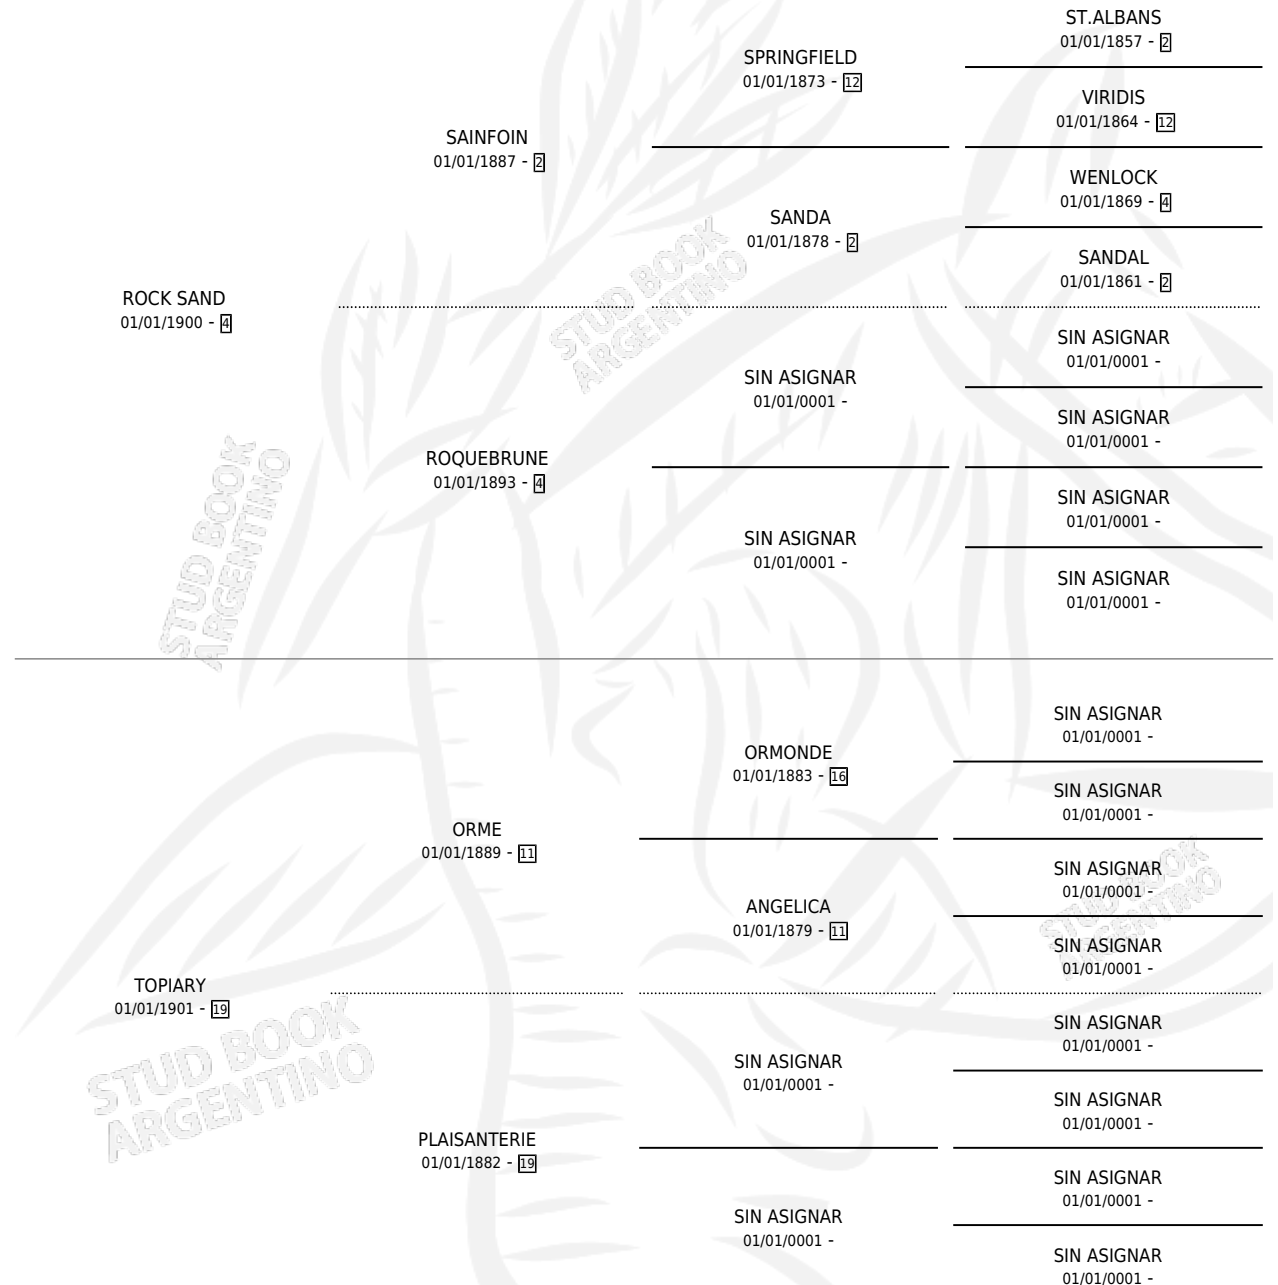 ST.ALBANS
01/01/1857 - 2
SPRINGFIELD
01/01/1873 - 12
VIRIDIS
01/01/1864 - 12
SAINFOIN
01/01/1887 - 2
WENLOCK
01/01/1869 - 4
SANDA
01/01/1878 - 2
SANDAL
01/01/1861 - 2
ROCK SAND
01/01/1900 - 4
SIN ASIGNAR
01/01/0001 -
SIN ASIGNAR
01/01/0001 -
SIN ASIGNAR
01/01/0001 -
ROQUEBRUNE
01/01/1893 - 4
SIN ASIGNAR
01/01/0001 -
SIN ASIGNAR
01/01/0001 -
SIN ASIGNAR
01/01/0001 -
STUD BOOK
ARGENTINO
STUD BOOK
ARGENTINO
SIN ASIGNAR
01/01/0001 -
ORMONDE
01/01/1883 - 16
SIN ASIGNAR
01/01/0001 -
ORME
01/01/1889 - 11
SIN ASIGNAR
01/01/0001 -
ANGELICA
01/01/1879 - 11
SIN ASIGNAR
01/01/0001 -
TOPIARY
01/01/1901 - 19
SIN ASIGNAR
01/01/0001 -
SIN ASIGNAR
01/01/0001 -
SIN ASIGNAR
01/01/0001 -
PLAISANTERIE
01/01/1882 - 19
SIN ASIGNAR
01/01/0001 -
SIN ASIGNAR
01/01/0001 -
SIN ASIGNAR
01/01/0001 -
STUD BOOK
ARGENTINO
STUD BOOK
ARGENTINO